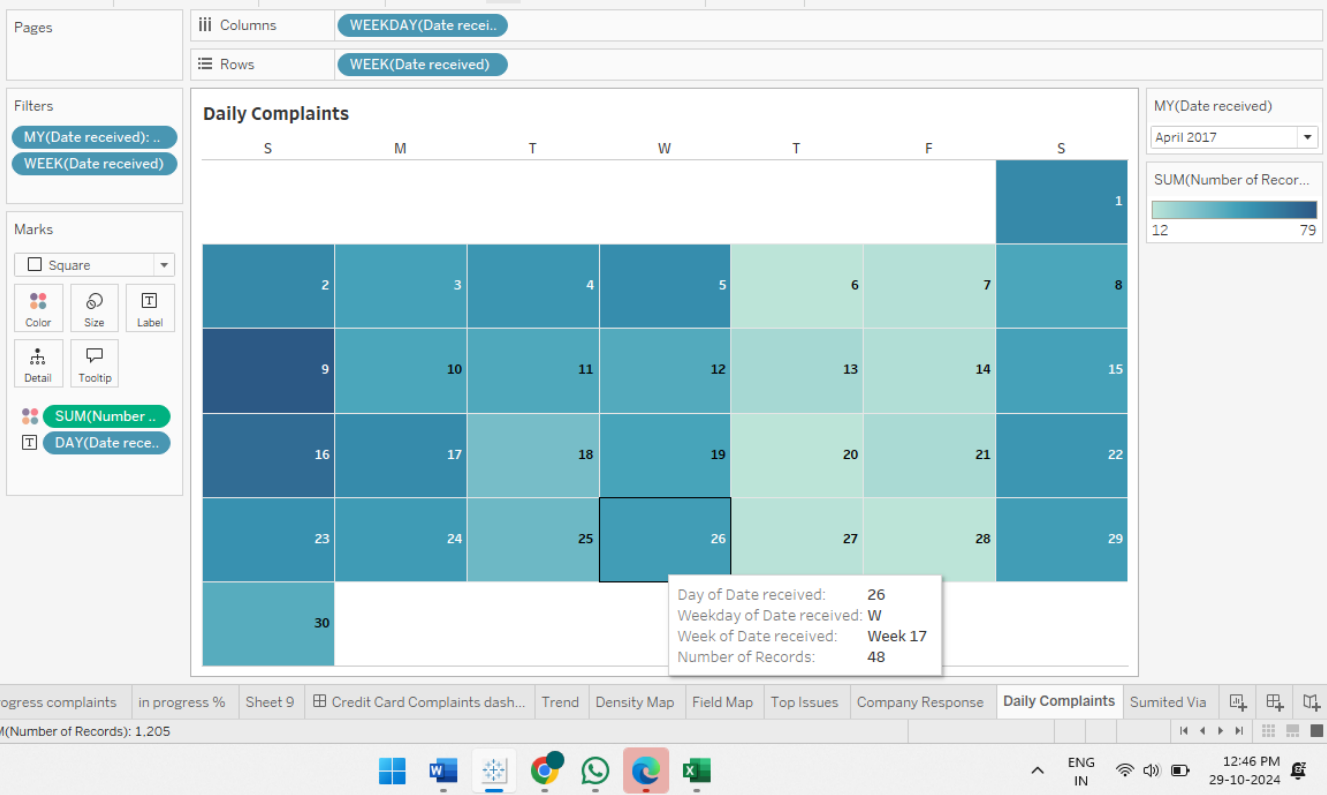 Pages
Columns
WEEKDAY(Date recei..
Rows
WEEK(Date received)
Filters
MY(Date received): ..
WEEK(Date received)
Marks
Square
Color
Size
Label
Detail
Tooltip
SUM(Number ..
DAY(Date rece..
Daily Complaints
S M T W T F S
1
2 3 4 5 6 7 8
9 10 11 12 13 14 15
16 17 18 19 20 21 22
23 24 25 26 27 28 29
30
Day of Date received: 26
Weekday of Date received: W
Week of Date received: Week 17
Number of Records: 48
MY(Date received)
April 2017
SUM(Number of Recor...
12 79
ogress complaints in progress % Sheet 9 Credit Card Complaints dash... Trend Density Map Field Map Top Issues Company Response Daily Complaints Sumited Via
M(Number of Records): 1,205
ENG
IN
12:46 PM
29-10-2024